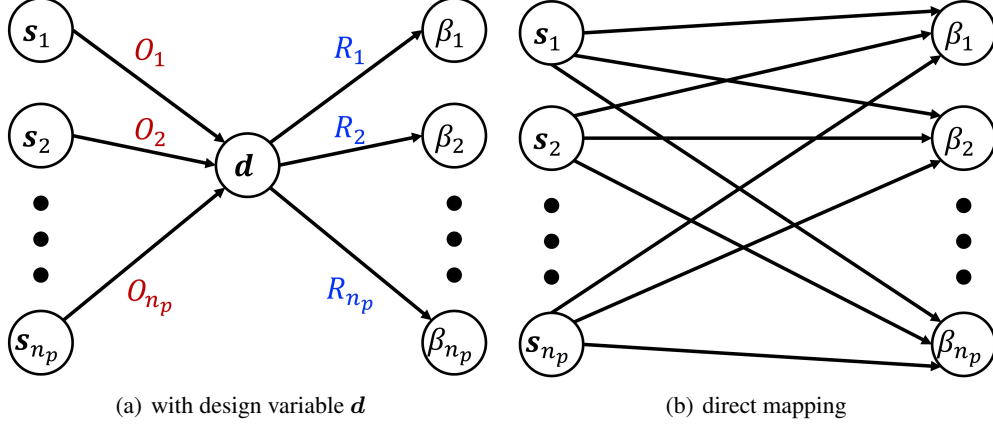 s₁ O₁ R₁ β₁
s₂ O₂ d R₂ β₂
sₙₚ Oₙₚ Rₙₚ βₙₚ
(a) with design variable d
s₁ β₁
s₂ β₂
sₙₚ βₙₚ
(b) direct mapping